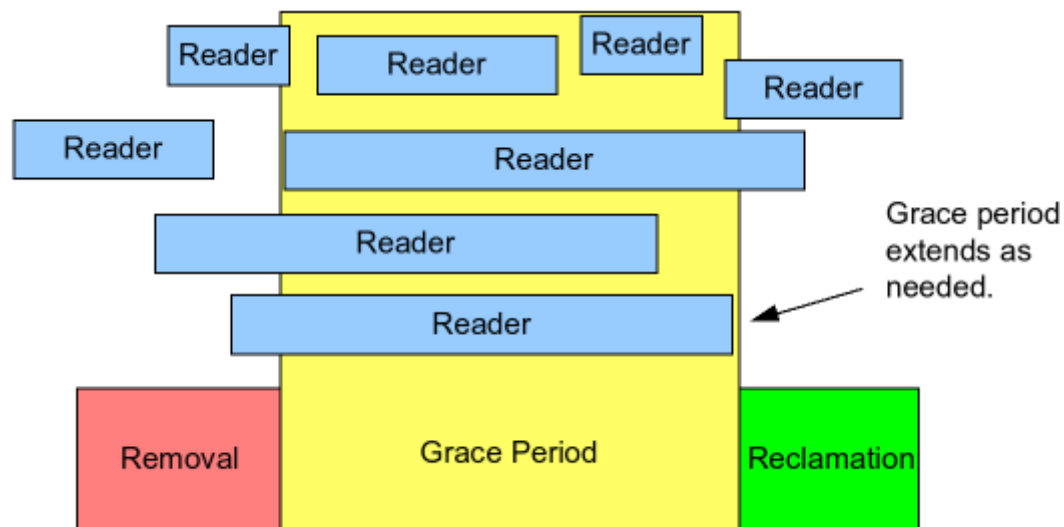 Reader
Reader
Reader
Reader
Reader
Reader
Reader
Reader
Grace period
extends as
needed.
Removal
Grace Period
Reclamation